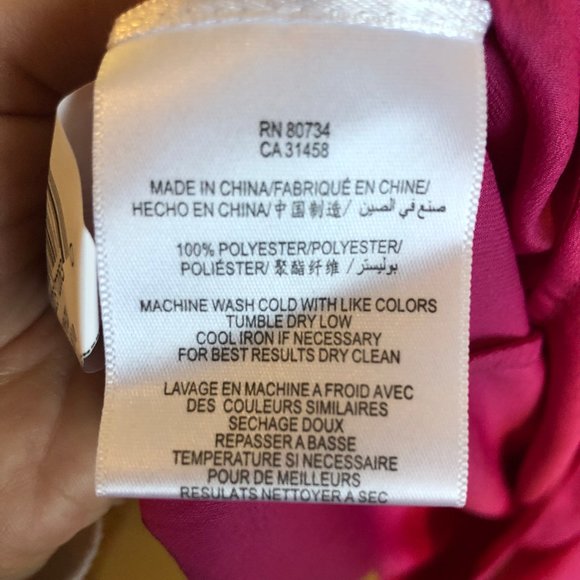 RN 80734
CA 31458
MADE IN CHINA/FABRIQUÉ EN CHINE/
HECHO EN CHINA/中国制造/ صنع في الصين
100% POLYESTER/POLYESTER/
POLIÉSTER/ 聚酯纤维 / بوليستر/
MACHINE WASH COLD WITH LIKE COLORS
TUMBLE DRY LOW
COOL IRON IF NECESSARY
FOR BEST RESULTS DRY CLEAN
LAVAGE EN MACHINE A FROID AVEC
DES COULEURS SIMILAIRES
SECHAGE DOUX
REPASSER A BASSE
TEMPERATURE SI NECESSAIRE
POUR DE MEILLEURS
RESULATS NETTOYER A SEC